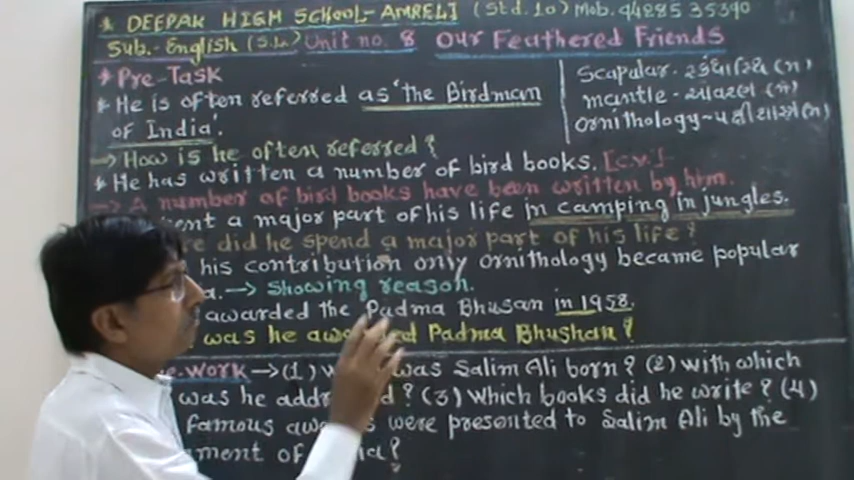 * DEEPAK HIGH SCHOOL-AMRELI (Std. 10) Mob. 94285 35390
Sub.- English (S.L.) Unit no. 8 Our Feathered Friends
* Pre-Task
* He is often referred as 'the Birdman
of India'.
→ How is he often referred?
* He has written a number of bird books. [c.v.]
→ A number of bird books have been written by him.
ent a major part of his life in camping in jungles.
re did he spend a major part of his life?
his contribution only ornithology became popular
a. → Showing reason.
awarded the Padma Bhusan in 1958.
was he awarded Padma Bhushan?
e-work → (1) was Salim Ali born? (2) with which
was he addr ? (3) which books did he write? (4)
famous awa s were presented to Salim Ali by the
nment of ia?
Scapular - સ્કંધાસ્થિ (n)
mantle - આવરણ (n)
ornithology ~ પક્ષીશાસ્ત્ર (n)